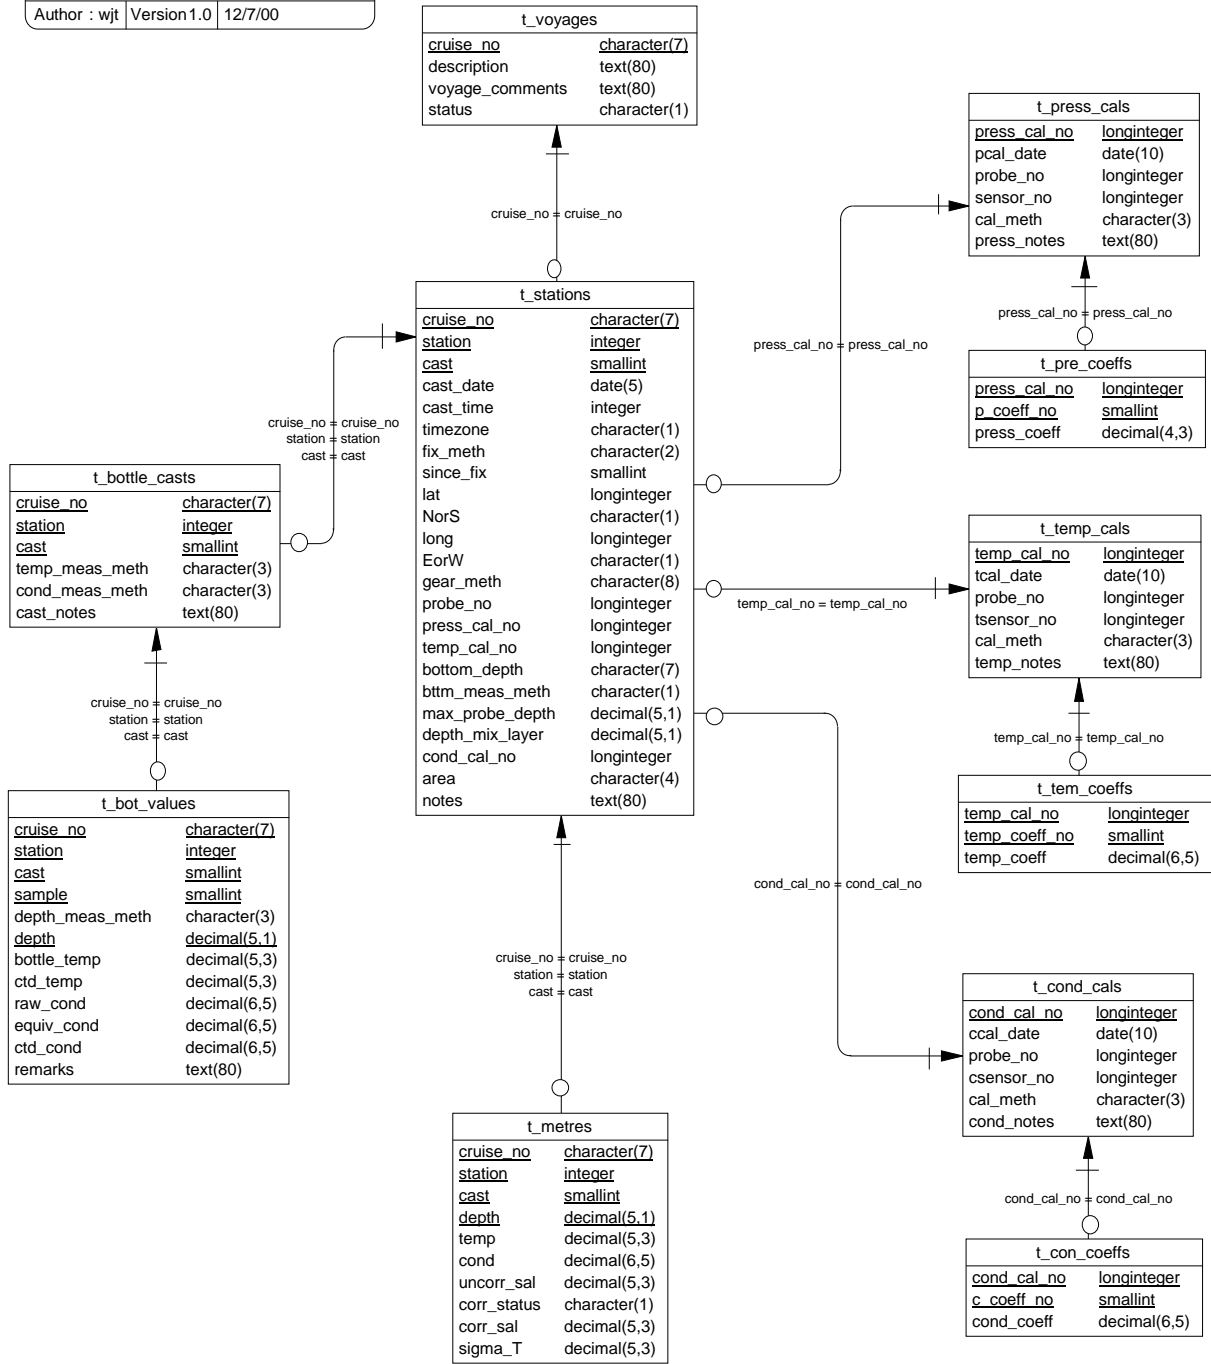 Author : wjt Version 1.0 12/7/00
t_voyages
cruise_no character(7)
description text(80)
voyage_comments text(80)
status character(1)
cruise_no = cruise_no
t_press_cals
press_cal_no longinteger
pcal_date date(10)
probe_no longinteger
sensor_no longinteger
cal_meth character(3)
press_notes text(80)
press_cal_no = press_cal_no
t_pre_coeffs
press_cal_no longinteger
p_coeff_no smallint
press_coeff decimal(4,3)
t_stations
cruise_no character(7)
station integer
cast smallint
cast_date date(5)
cast_time integer
timezone character(1)
fix_meth character(2)
since_fix smallint
lat longinteger
NorS character(1)
long longinteger
EorW character(1)
gear_meth character(8)
probe_no longinteger
press_cal_no longinteger
temp_cal_no longinteger
bottom_depth character(7)
bttm_meas_meth character(1)
max_probe_depth decimal(5,1)
depth_mix_layer decimal(5,1)
cond_cal_no longinteger
area character(4)
notes text(80)
press_cal_no = press_cal_no
cruise_no = cruise_no
station = station
cast = cast
t_bottle_casts
cruise_no character(7)
station integer
cast smallint
temp_meas_meth character(3)
cond_meas_meth character(3)
cast_notes text(80)
cruise_no = cruise_no
station = station
cast = cast
t_bot_values
cruise_no character(7)
station integer
cast smallint
sample smallint
depth_meas_meth character(3)
depth decimal(5,1)
bottle_temp decimal(5,3)
ctd_temp decimal(5,3)
raw_cond decimal(6,5)
equiv_cond decimal(6,5)
ctd_cond decimal(6,5)
remarks text(80)
temp_cal_no = temp_cal_no
t_temp_cals
temp_cal_no longinteger
tcal_date date(10)
probe_no longinteger
tsensor_no longinteger
cal_meth character(3)
temp_notes text(80)
temp_cal_no = temp_cal_no
t_tem_coeffs
temp_cal_no longinteger
temp_coeff_no smallint
temp_coeff decimal(6,5)
cond_cal_no = cond_cal_no
cruise_no = cruise_no
station = station
cast = cast
t_metres
cruise_no character(7)
station integer
cast smallint
depth decimal(5,1)
temp decimal(5,3)
cond decimal(6,5)
uncorr_sal decimal(5,3)
corr_status character(1)
corr_sal decimal(5,3)
sigma_T decimal(5,3)
t_cond_cals
cond_cal_no longinteger
ccal_date date(10)
probe_no longinteger
csensor_no longinteger
cal_meth character(3)
cond_notes text(80)
cond_cal_no = cond_cal_no
t_con_coeffs
cond_cal_no longinteger
c_coeff_no smallint
cond_coeff decimal(6,5)